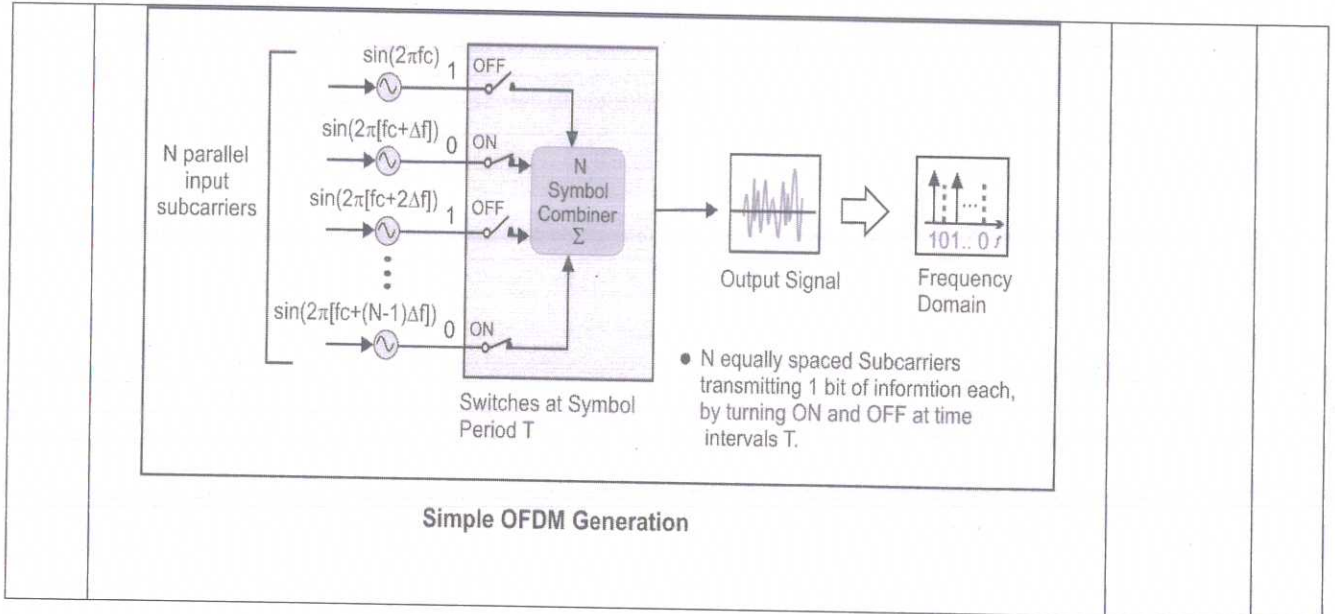 sin(2πfc)
1
OFF
sin(2π[fc+Δf])
0
ON
N parallel
input
subcarriers
sin(2π[fc+2Δf])
1
OFF
N
Symbol
Combiner
Σ
sin(2π[fc+(N-1)Δf])
0
ON
Switches at Symbol
Period T
Output Signal
101.. 0 f
Frequency
Domain
● N equally spaced Subcarriers
transmitting 1 bit of informtion each,
by turning ON and OFF at time
intervals T.
Simple OFDM Generation